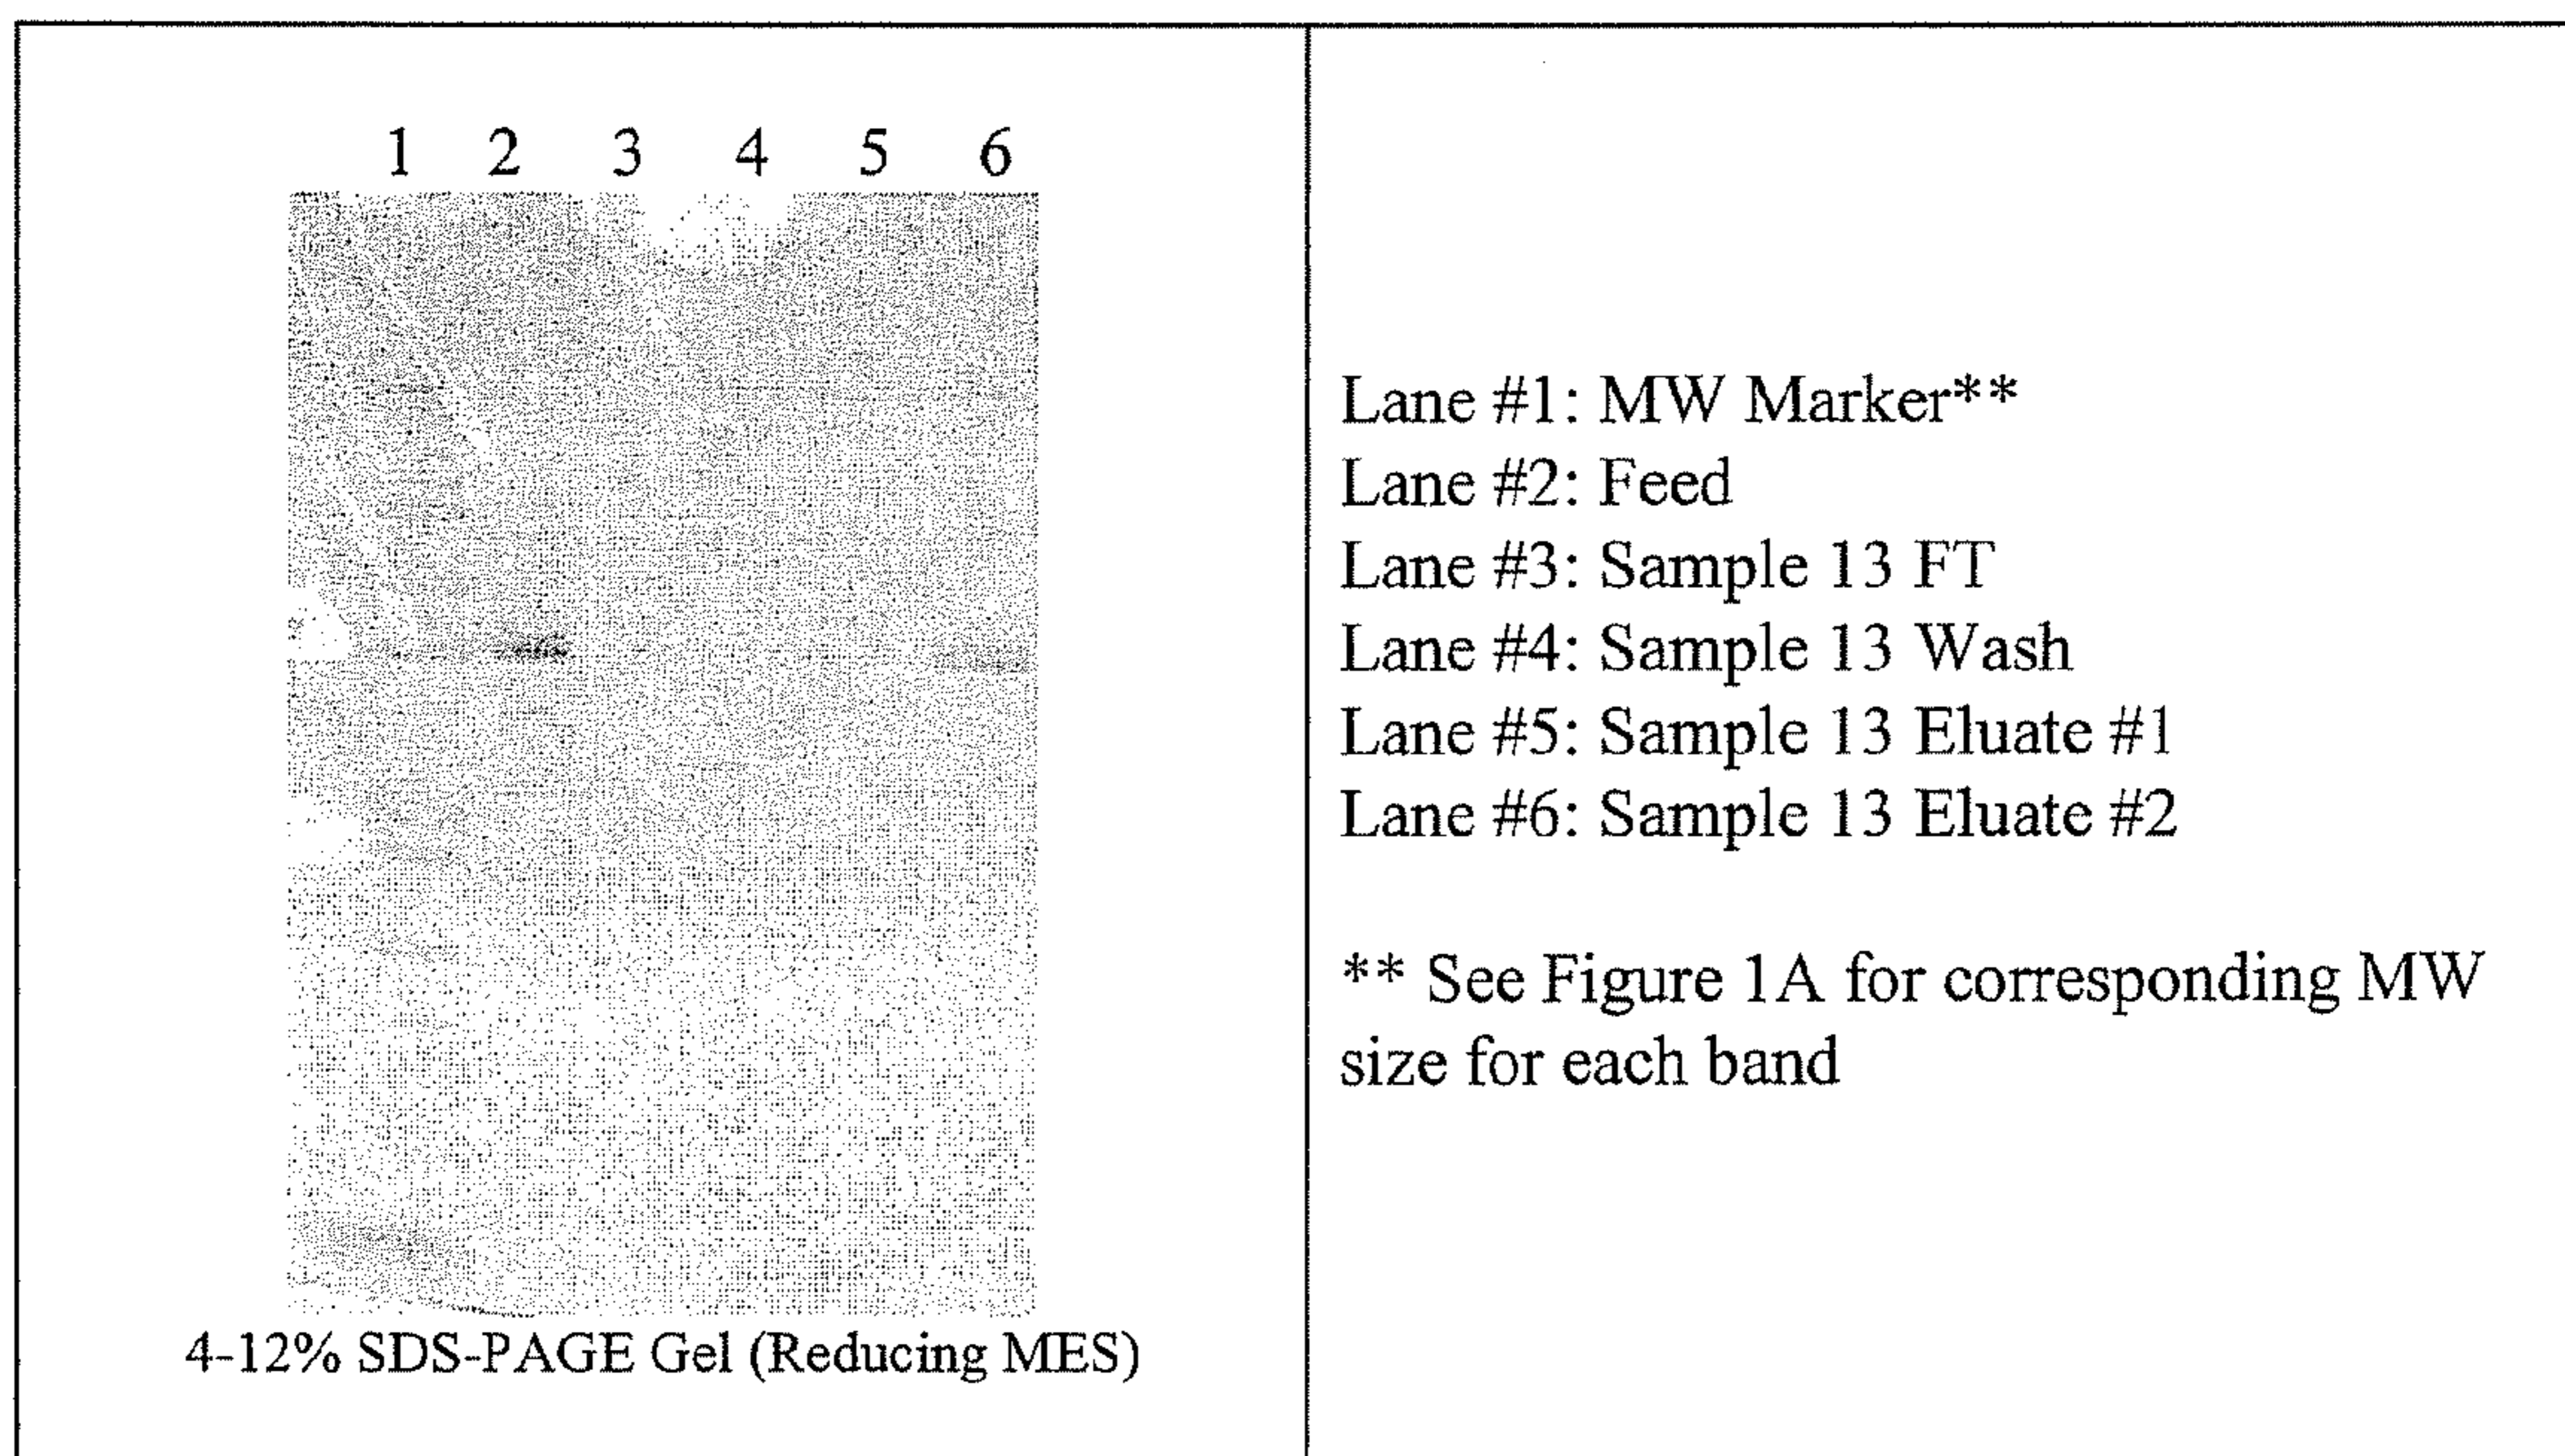 1 2 3 4 5 6
4-12% SDS-PAGE Gel (Reducing MES)
Lane #1: MW Marker**
Lane #2: Feed
Lane #3: Sample 13 FT
Lane #4: Sample 13 Wash
Lane #5: Sample 13 Eluate #1
Lane #6: Sample 13 Eluate #2
** See Figure 1A for corresponding MW
size for each band